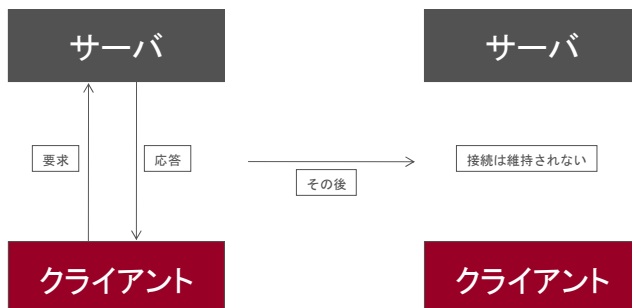 サーバ
サーバ
要求
応答
その後
接続は維持されない
クライアント
クライアント